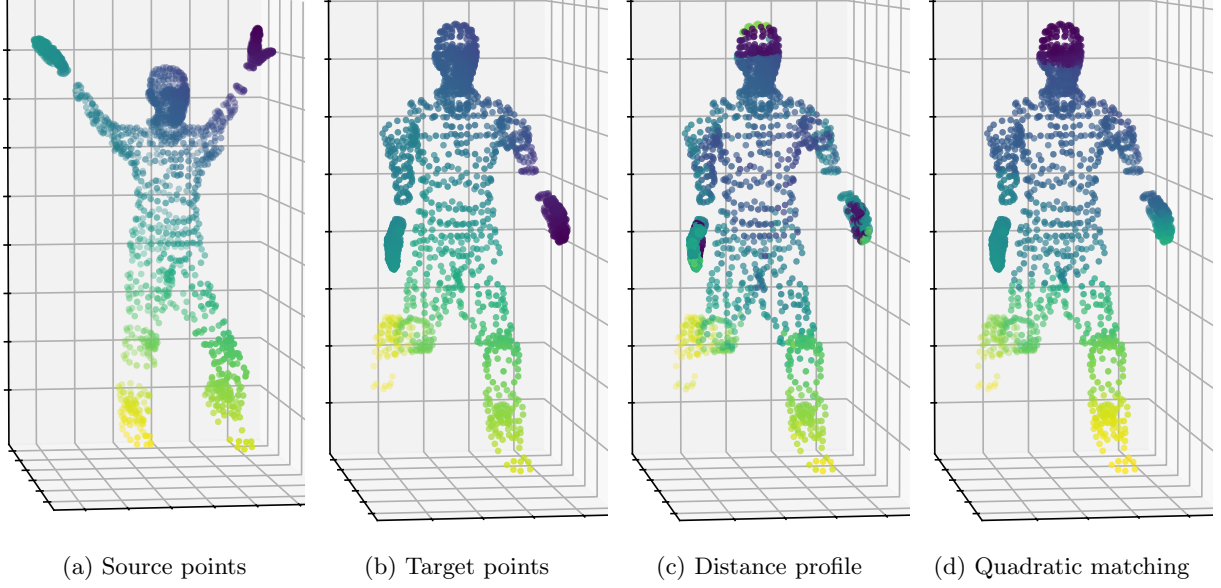 (a) Source points
(b) Target points
(c) Distance profile
(d) Quadratic matching